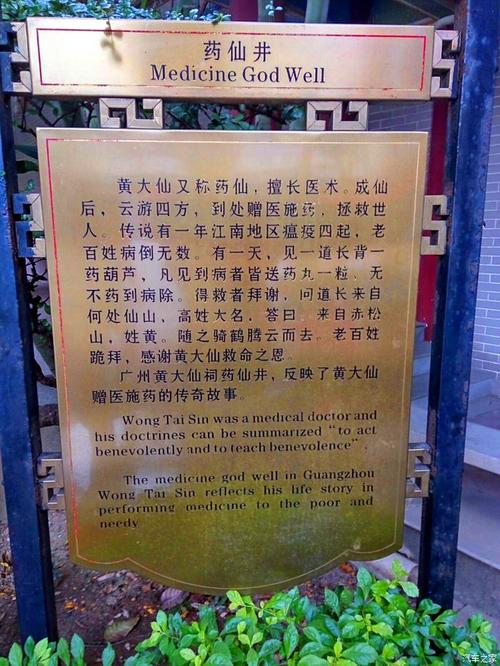 药仙井
Medicine God Well
黄大仙又称药仙，擅长医术。成仙
后，云游四方，到处赠医施药，拯救世
人。传说有一年江南地区瘟疫四起，老
百姓病倒无数。有一天，见一道长背一
药葫芦，凡见到病者皆送药丸一粒，无
不药到病除。得救者拜谢，问道长来自
何处仙山，高姓大名，答曰，来自赤松
山，姓黄。随之骑鹤腾云而去。老百姓
跪拜，感谢黄大仙救命之恩。
广州黄大仙祠药仙井，反映了黄大仙
赠医施药的传奇故事。
Wong Tai Sin was a medical doctor and
his doctrines can be summarized "to act
benevolently and to teach benevolence".
The medicine god well in Guangzhou
Wong Tai Sin reflects his life story in
performing medicine to the poor and
needy
汽车之家